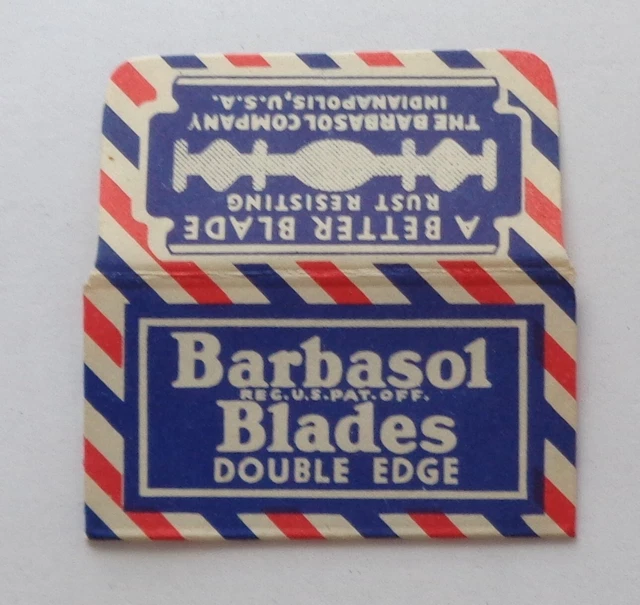 A BETTER BLADE
RUST RESISTING
THE BARBASOL COMPANY
INDIANAPOLIS, U.S.A.
Barbasol
REG.U.S.PAT.OFF.
Blades
DOUBLE EDGE